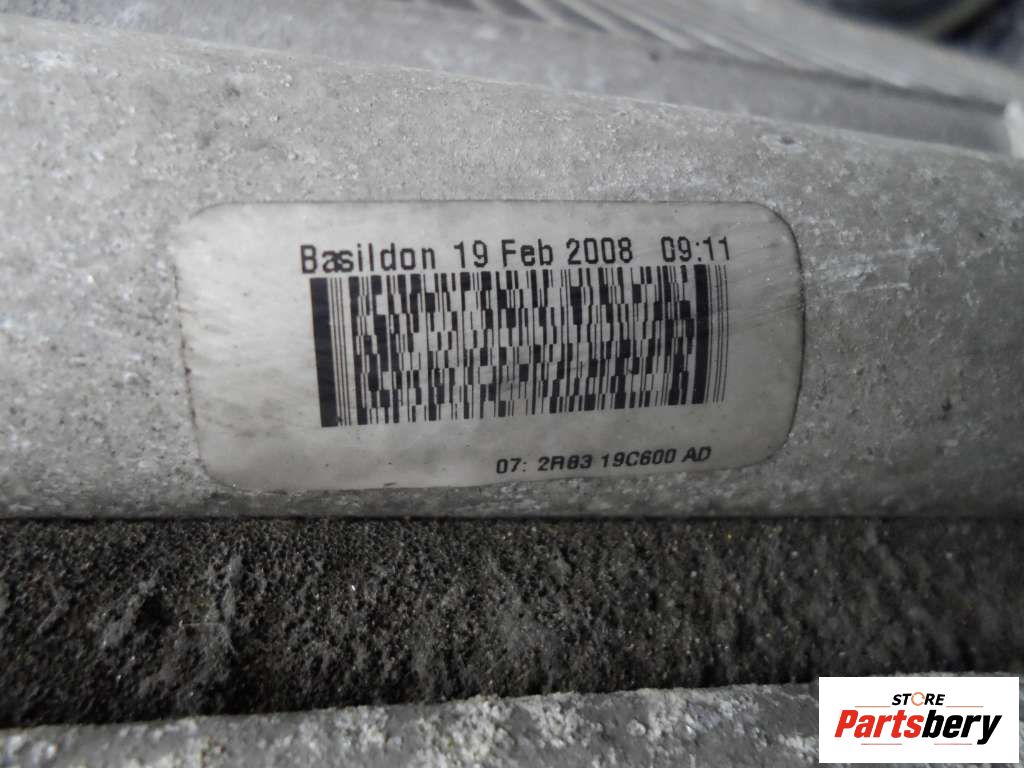 Basildon 19 Feb 2008 09:11
07: 2R83 19C600 AD
STORE
Partsbery